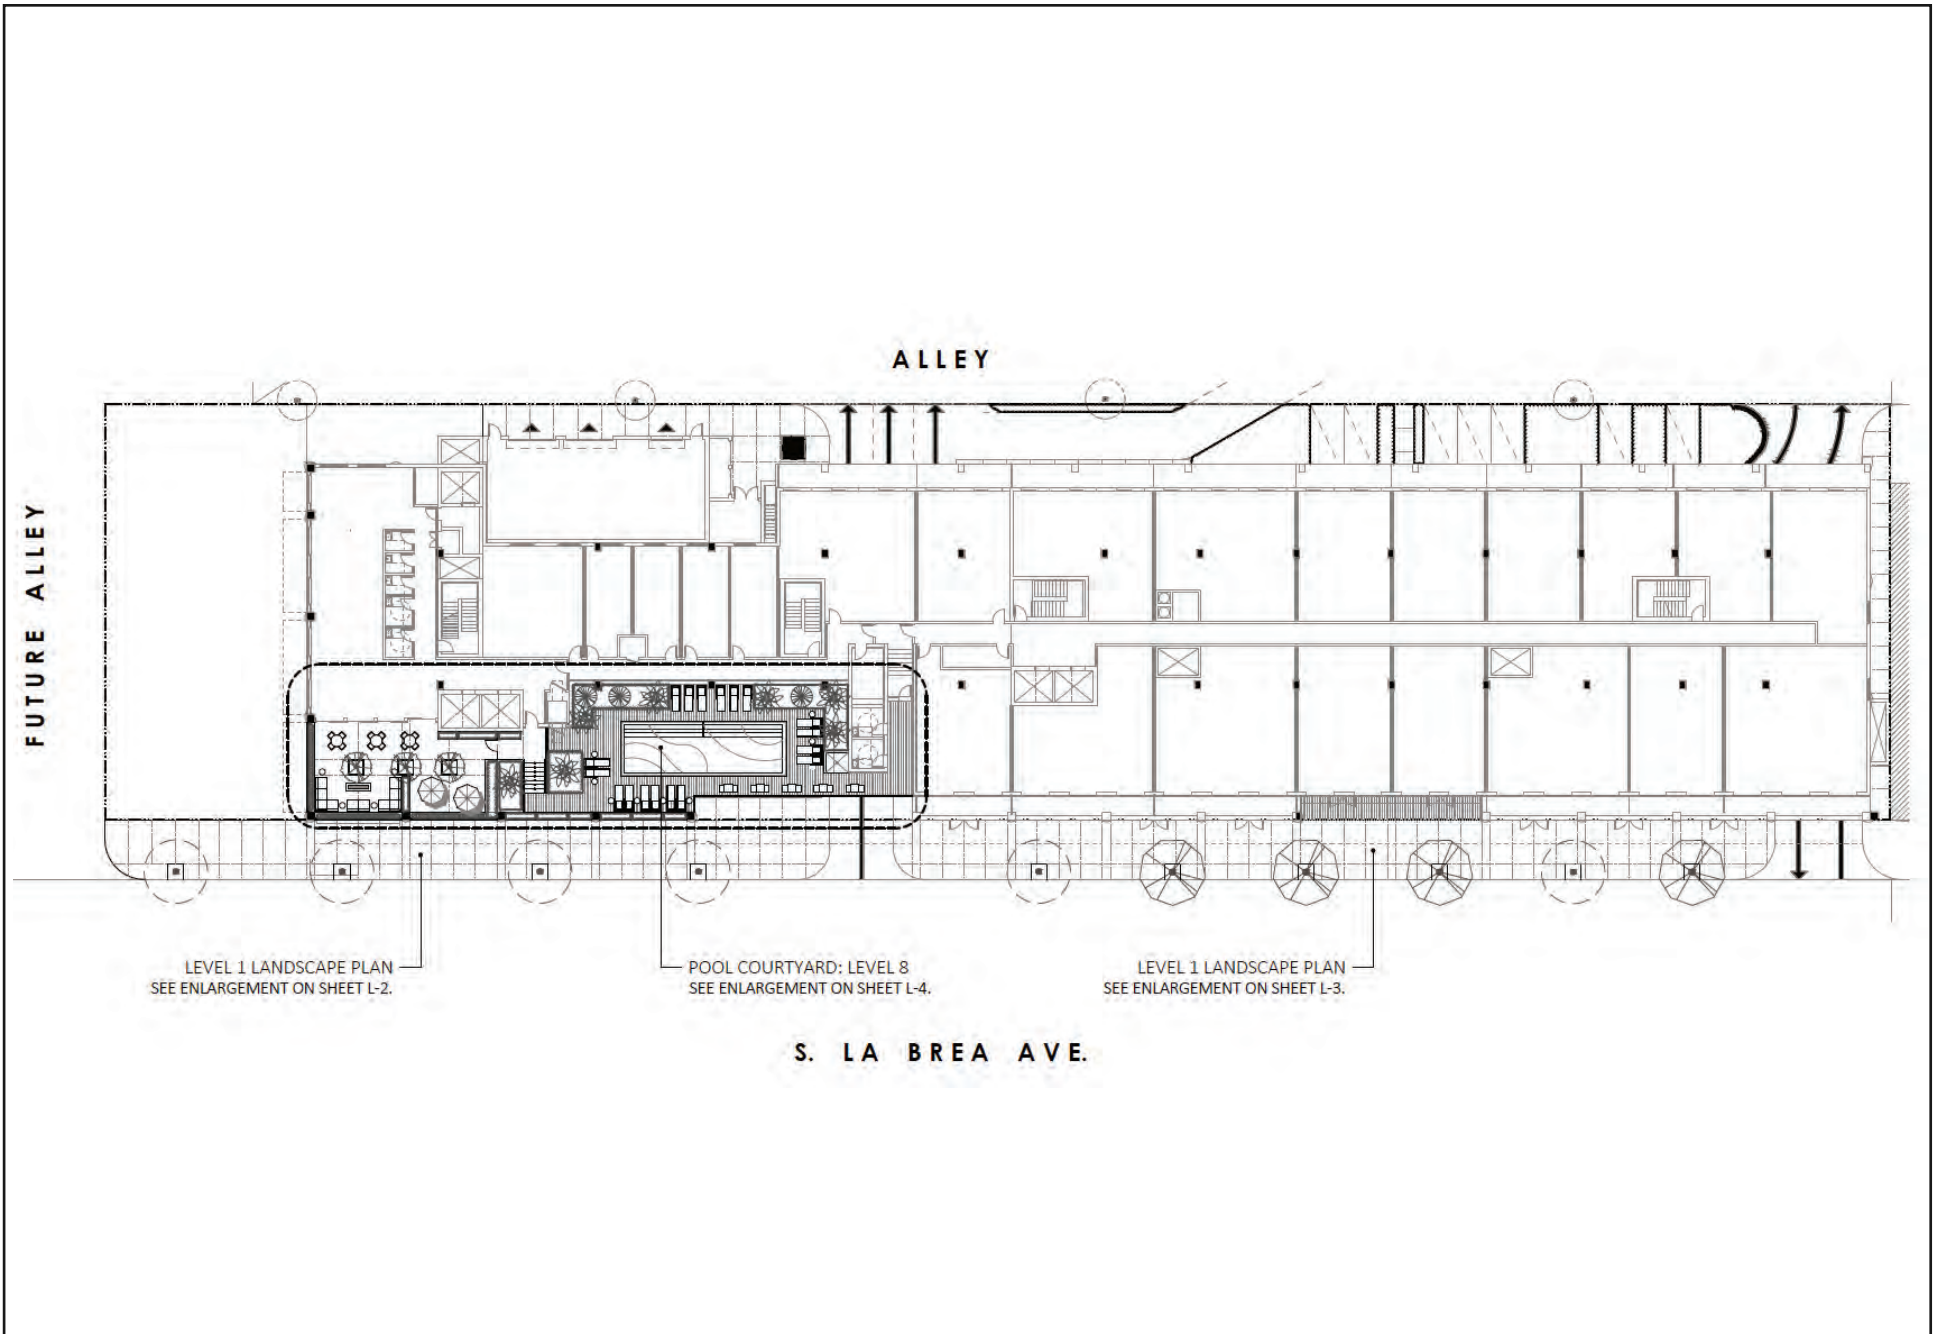 ALLEY
FUTURE ALLEY
LEVEL 1 LANDSCAPE PLAN
SEE ENLARGEMENT ON SHEET L-2.
POOL COURTYARD: LEVEL 8
SEE ENLARGEMENT ON SHEET L-4.
LEVEL 1 LANDSCAPE PLAN
SEE ENLARGEMENT ON SHEET L-3.
S. LA BREA AVE.